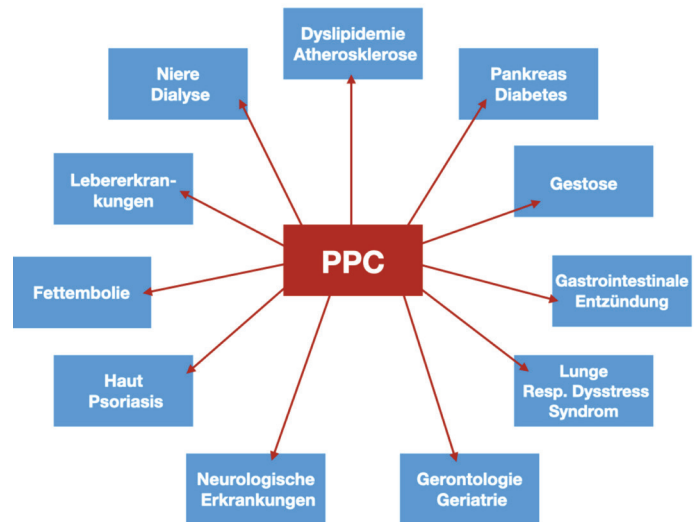 Dyslipidemie
Atherosklerose
Niere
Dialyse
Pankreas
Diabetes
Lebererkran-
kungen
Gestose
PPC
Fettembolie
Gastrointestinale
Entzündung
Haut
Psoriasis
Lunge
Resp. Dysstress
Syndrom
Neurologische
Erkrankungen
Gerontologie
Geriatrie